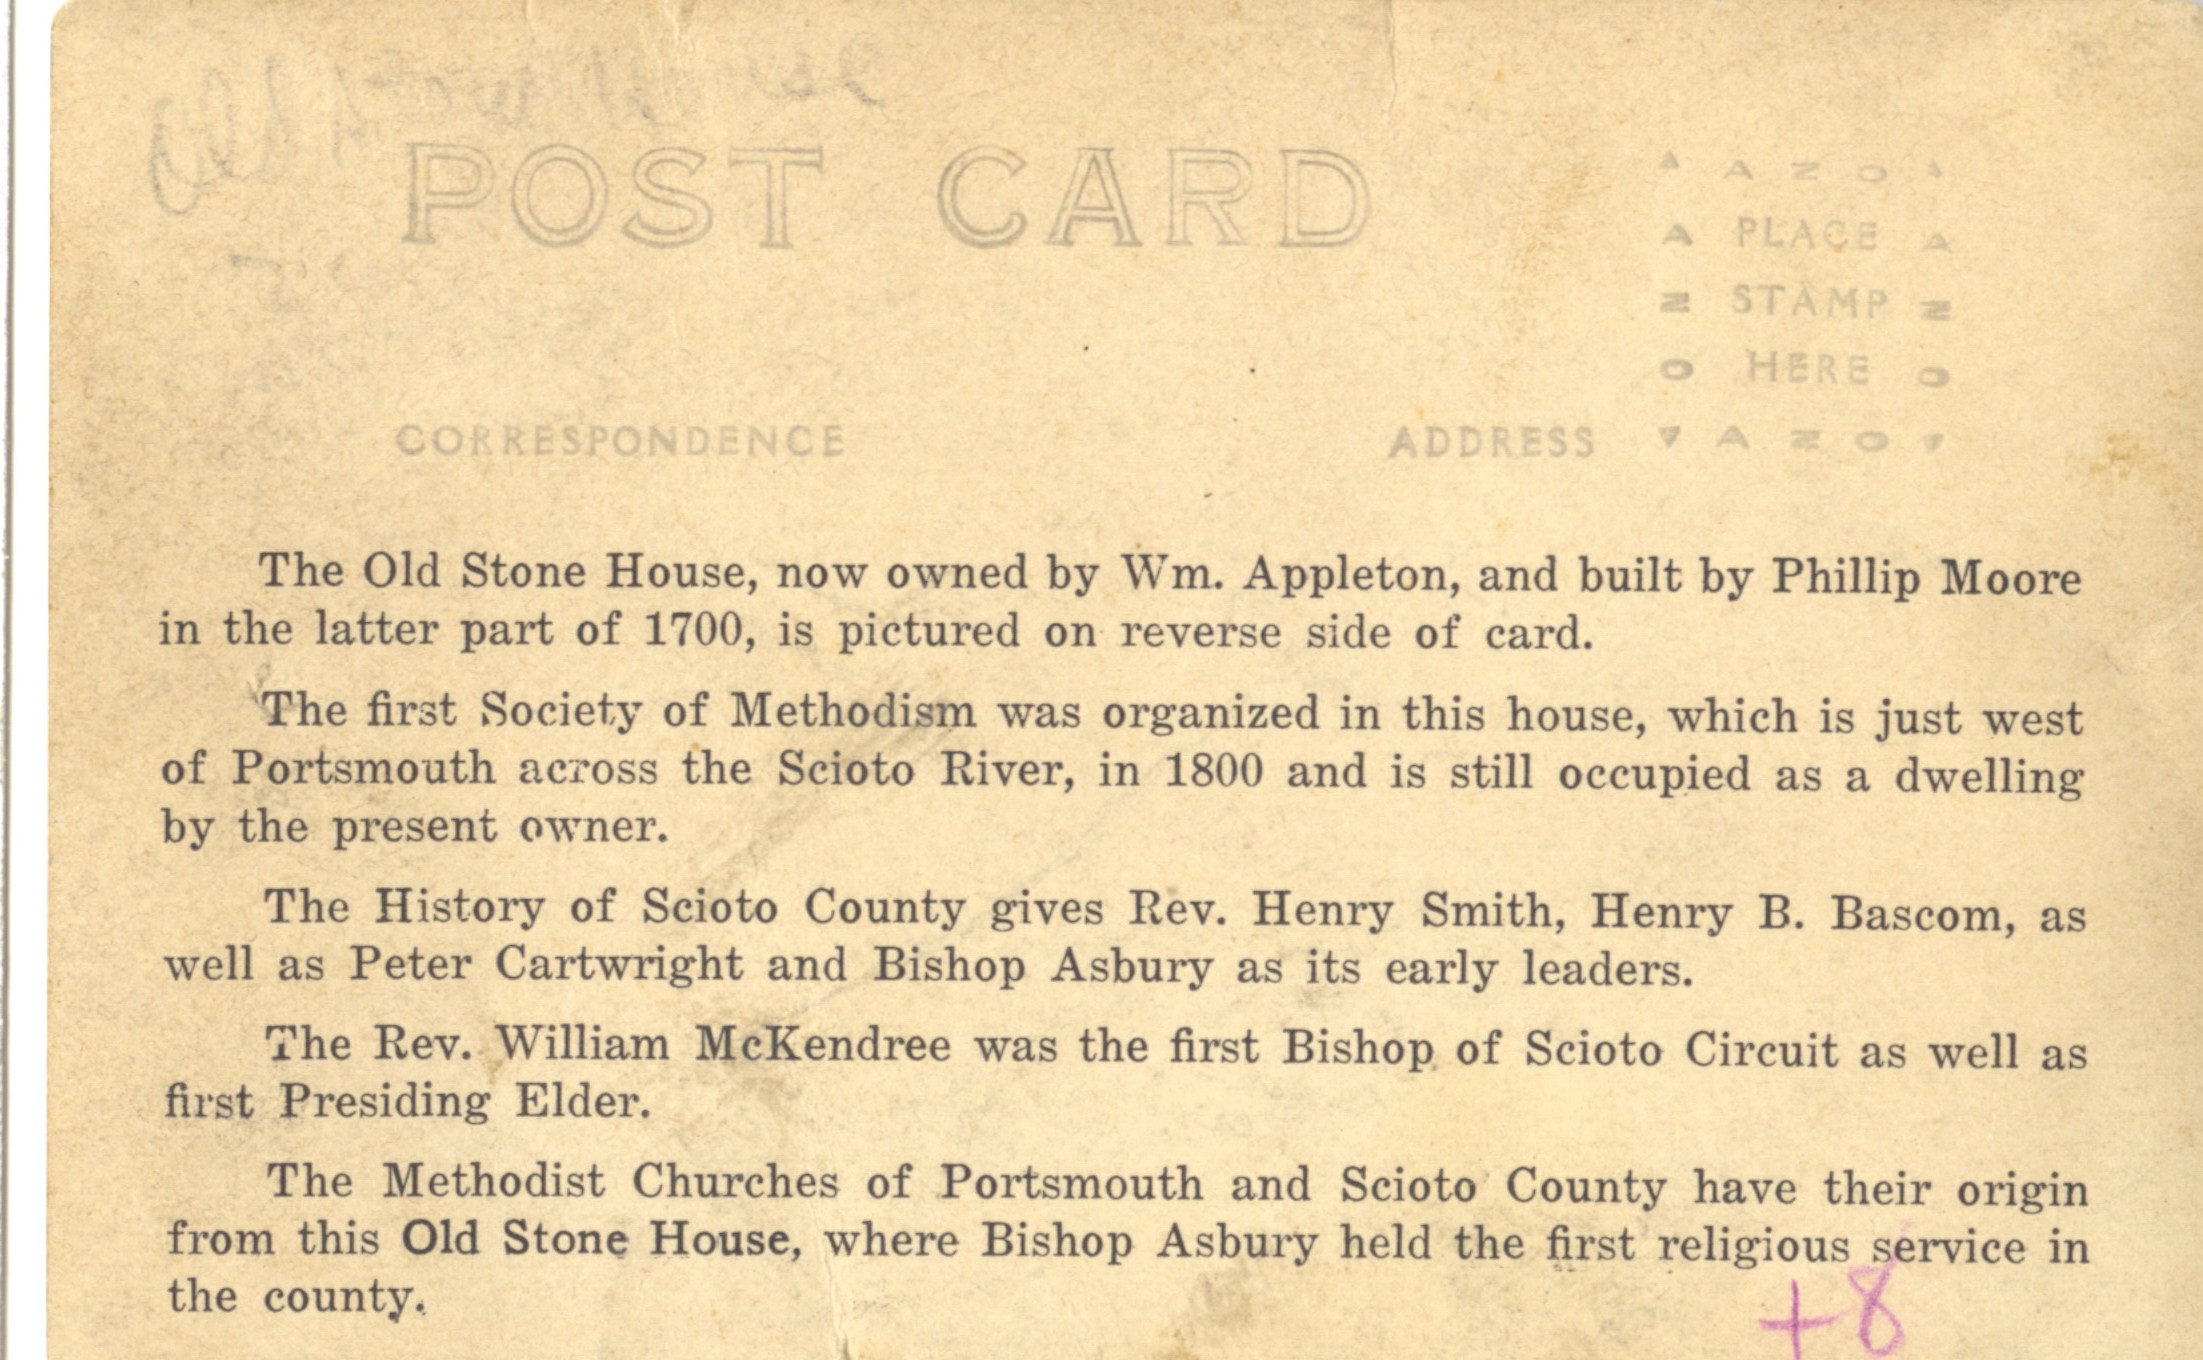 POST CARD
AZO
A PLACE A
Z STAMP Z
O HERE O
CORRESPONDENCE ADDRESS AZO
The Old Stone House, now owned by Wm. Appleton, and built by Phillip Moore
in the latter part of 1700, is pictured on reverse side of card.
The first Society of Methodism was organized in this house, which is just west
of Portsmouth across the Scioto River, in 1800 and is still occupied as a dwelling
by the present owner.
The History of Scioto County gives Rev. Henry Smith, Henry B. Bascom, as
well as Peter Cartwright and Bishop Asbury as its early leaders.
The Rev. William McKendree was the first Bishop of Scioto Circuit as well as
first Presiding Elder.
The Methodist Churches of Portsmouth and Scioto County have their origin
from this Old Stone House, where Bishop Asbury held the first religious service in
the county.
+8